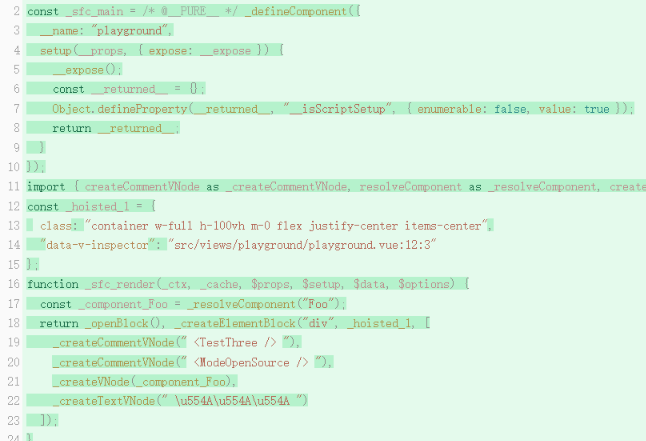 2 const _sfc_main = /* @__PURE__ */ _defineComponent({
3 __name: "playground",
4 setup(__props, { expose: __expose }) {
5 __expose();
6 const __returned__ = {};
7 Object.defineProperty(__returned__, "__isScriptSetup", { enumerable: false, value: true });
8 return __returned__;
9 }
10 });
11 import { createCommentVNode as _createCommentVNode, resolveComponent as _resolveComponent, create
12 const _hoisted_1 = {
13 class: "container w-full h-100vh m-0 flex justify-center items-center",
14 "data-v-inspector": "src/views/playground/playground.vue:12:3"
15 };
16 function _sfc_render(_ctx, _cache, $props, $setup, $data, $options) {
17 const _component_Foo = _resolveComponent("Foo");
18 return _openBlock(), _createElementBlock("div", _hoisted_1, [
19 _createCommentVNode(" <TestThree /> "),
20 _createCommentVNode(" <ModeOpenSource /> "),
21 _createVNode(_component_Foo),
22 _createTextVNode(" \u554A\u554A\u554A ")
23 ]);
24 }